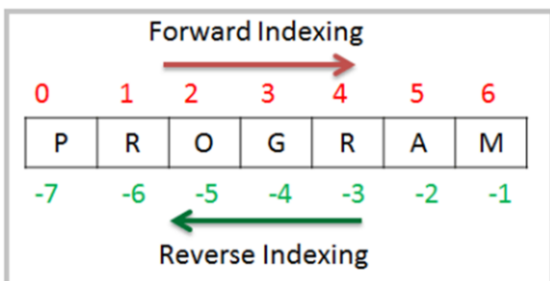 Forward Indexing
0 1 2 3 4 5 6
P R O G R A M
-7 -6 -5 -4 -3 -2 -1
Reverse Indexing